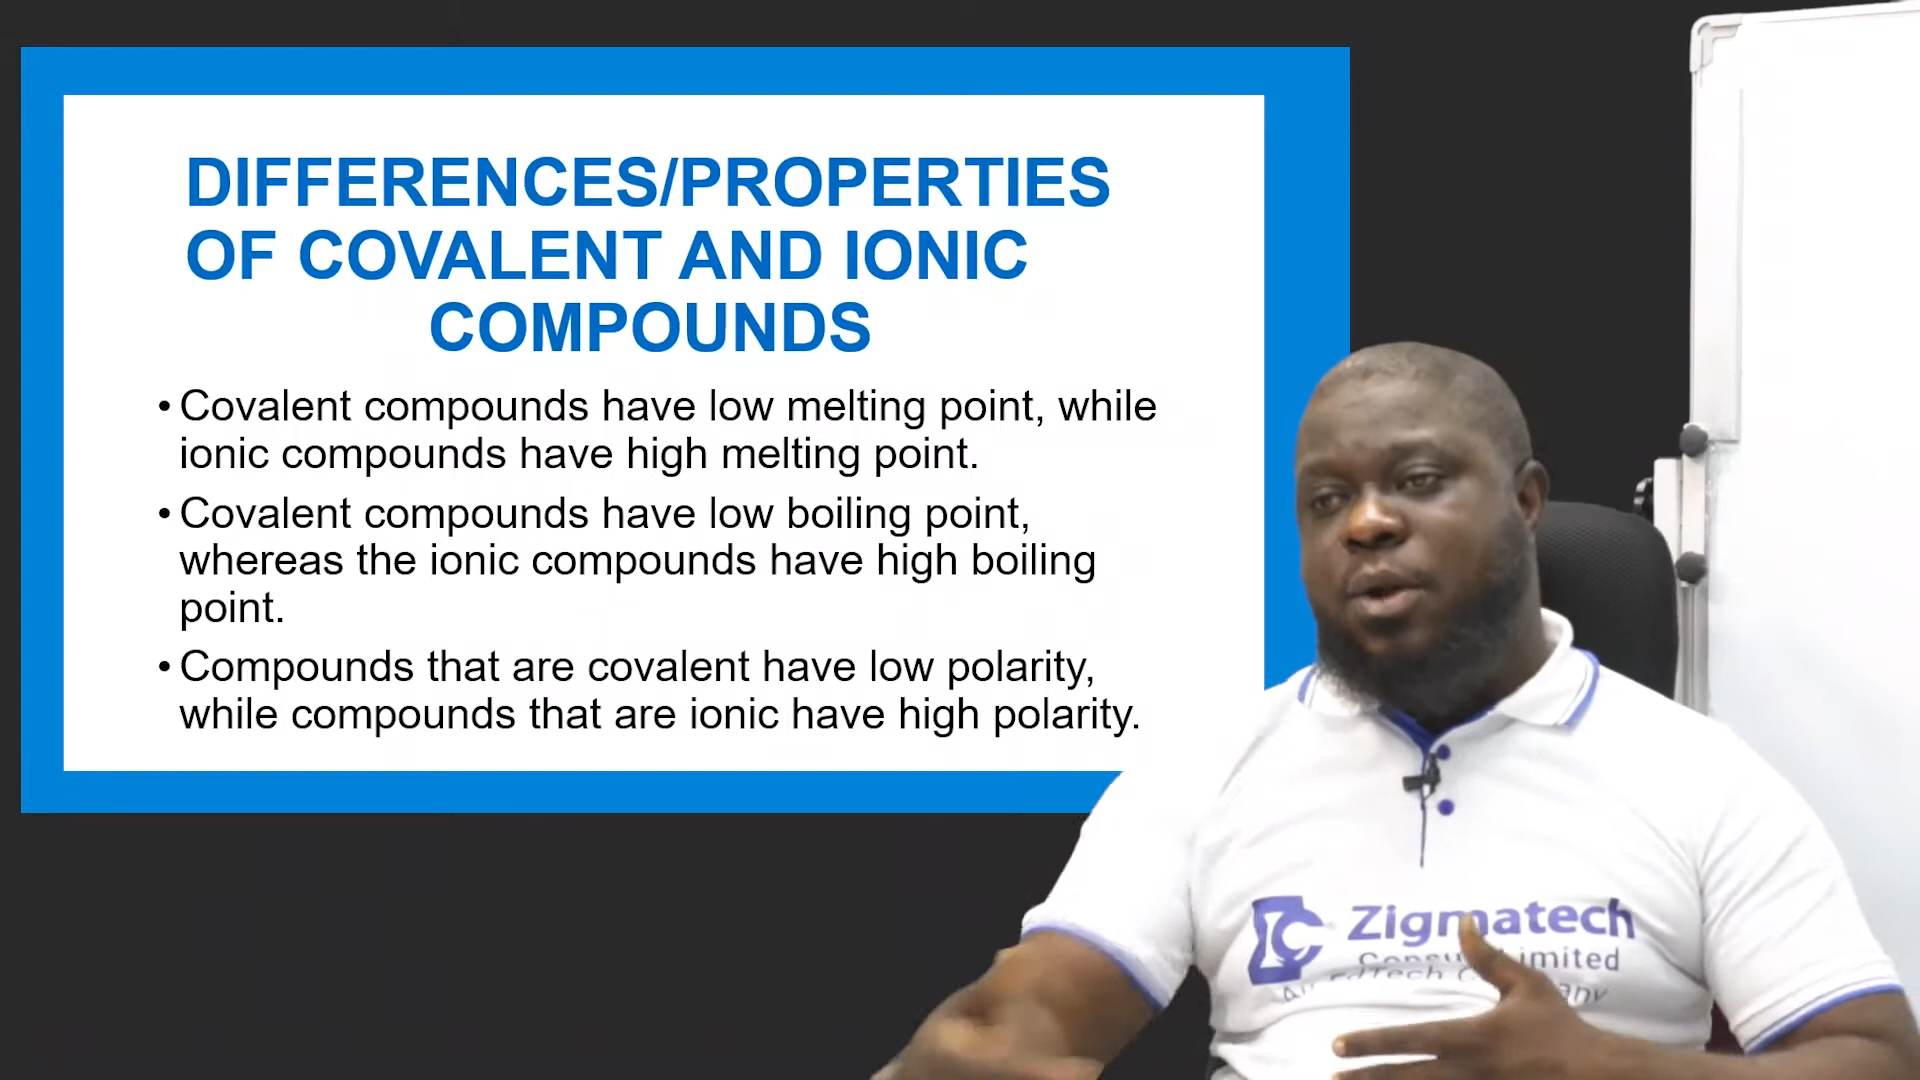 DIFFERENCES/PROPERTIES
OF COVALENT AND IONIC
COMPOUNDS
•Covalent compounds have low melting point, while
ionic compounds have high melting point.
•Covalent compounds have low boiling point,
whereas the ionic compounds have high boiling
point.
•Compounds that are covalent have low polarity,
while compounds that are ionic have high polarity.
Zigmatech